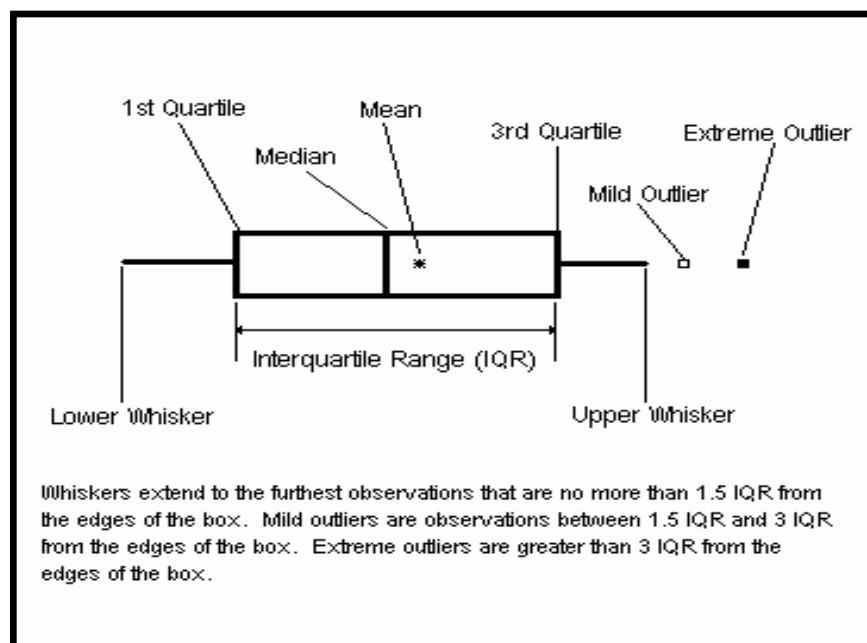 1st Quartile
Mean
3rd Quartile
Extreme Outlier
Median
Mild Outlier
Interquartile Range (IQR)
Lower Whisker
Upper Whisker
Whiskers extend to the furthest observations that are no more than 1.5 IQR from
the edges of the box.  Mild outliers are observations between 1.5 IQR and 3 IQR
from the edges of the box.  Extreme outliers are greater than 3 IQR from the
edges of the box.